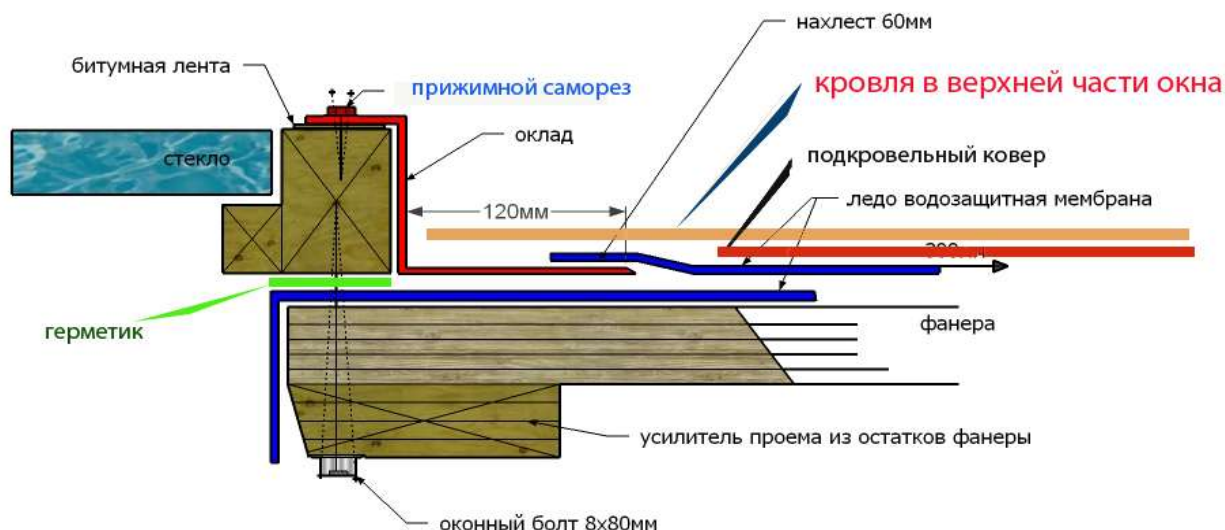 нахлест 60мм
битумная лента
прижимной саморез
кровля в верхней части окна
оклад
стекло
подкровельный ковер
120мм
ледо водозащитная мембрана
герметик
фанера
усилитель проема из остатков фанеры
оконный болт 8x80мм